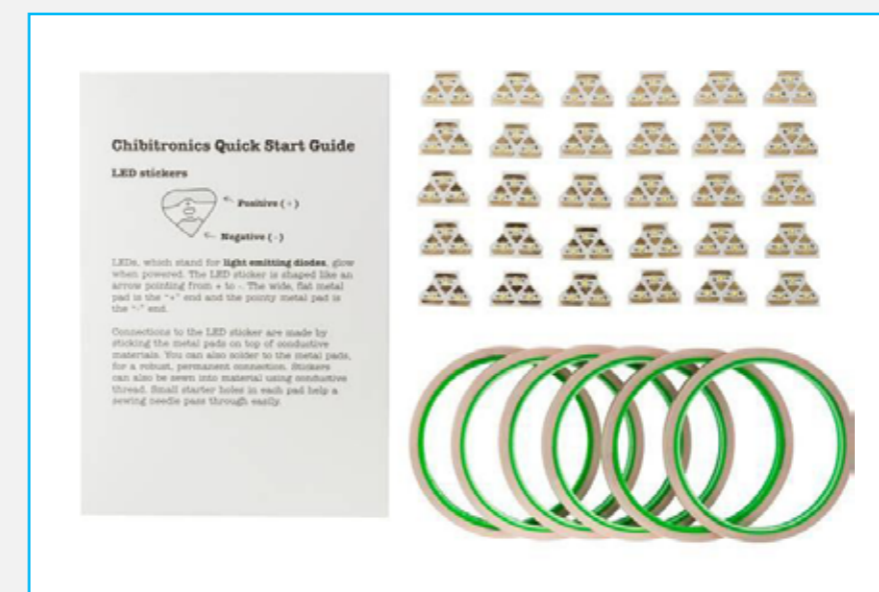 Chibitronics Quick Start Guide
LED stickers
Positive (+)
Negative (-)
LEDs, which stand for light emitting diodes, glow
when powered. The LED sticker is shaped like an
arrow pointing from + to -. The wide, flat metal
pad is the "+" end and the pointy metal pad is
the "-" end.
Connections to the LED sticker are made by
sticking the metal pads on top of conductive
materials. You can also solder to the metal pads,
for a robust, permanent connection. Stickers
can also be sewn into material using conductive
thread. Small starter holes in each pad help a
sewing needle pass through easily.